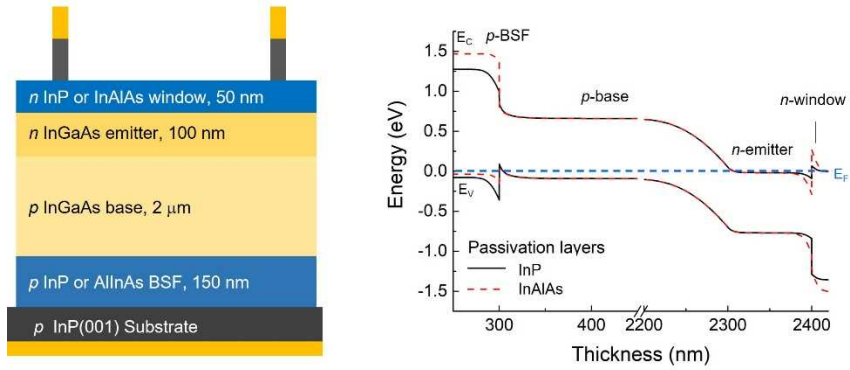 n InP or InAlAs window, 50 nm
n InGaAs emitter, 100 nm
p InGaAs base, 2 μm
p InP or AlInAs BSF, 150 nm
p InP(001) Substrate
E_C p-BSF
1.5
1.0
0.5
0.0
-0.5
-1.0
-1.5
Energy (eV)
p-base
n-window
n-emitter
E_F
E_V
Passivation layers
InP
InAlAs
300 400 2200 2300 2400
Thickness (nm)